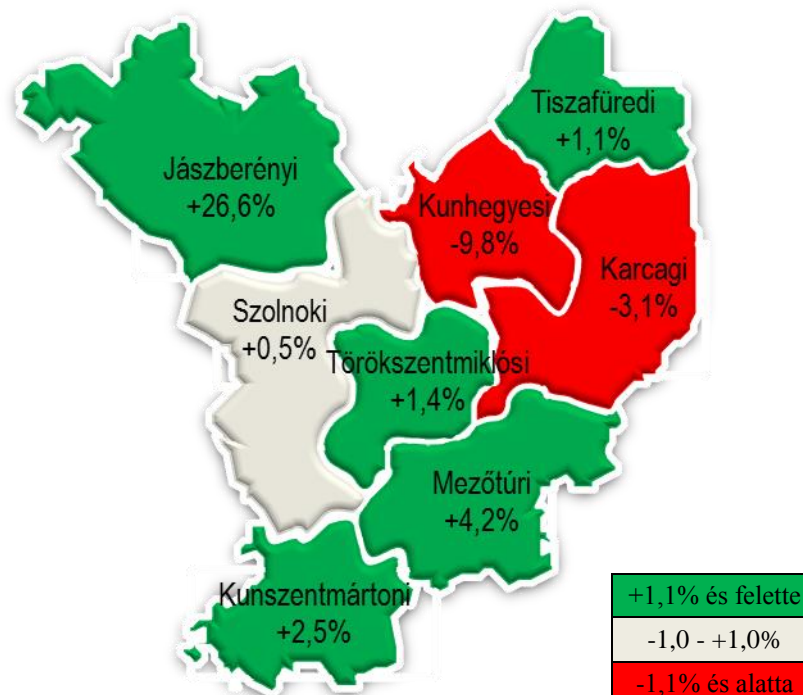 Tiszafüredi
+1,1%
Jászberényi
+26,6%
Kunhegyesi
-9,8%
Karcagi
-3,1%
Szolnoki
+0,5%
Törökszentmiklósi
+1,4%
Mezőtúri
+4,2%
Kunszentmártoni
+2,5%
+1,1% és felette
-1,0 - +1,0%
-1,1% és alatta